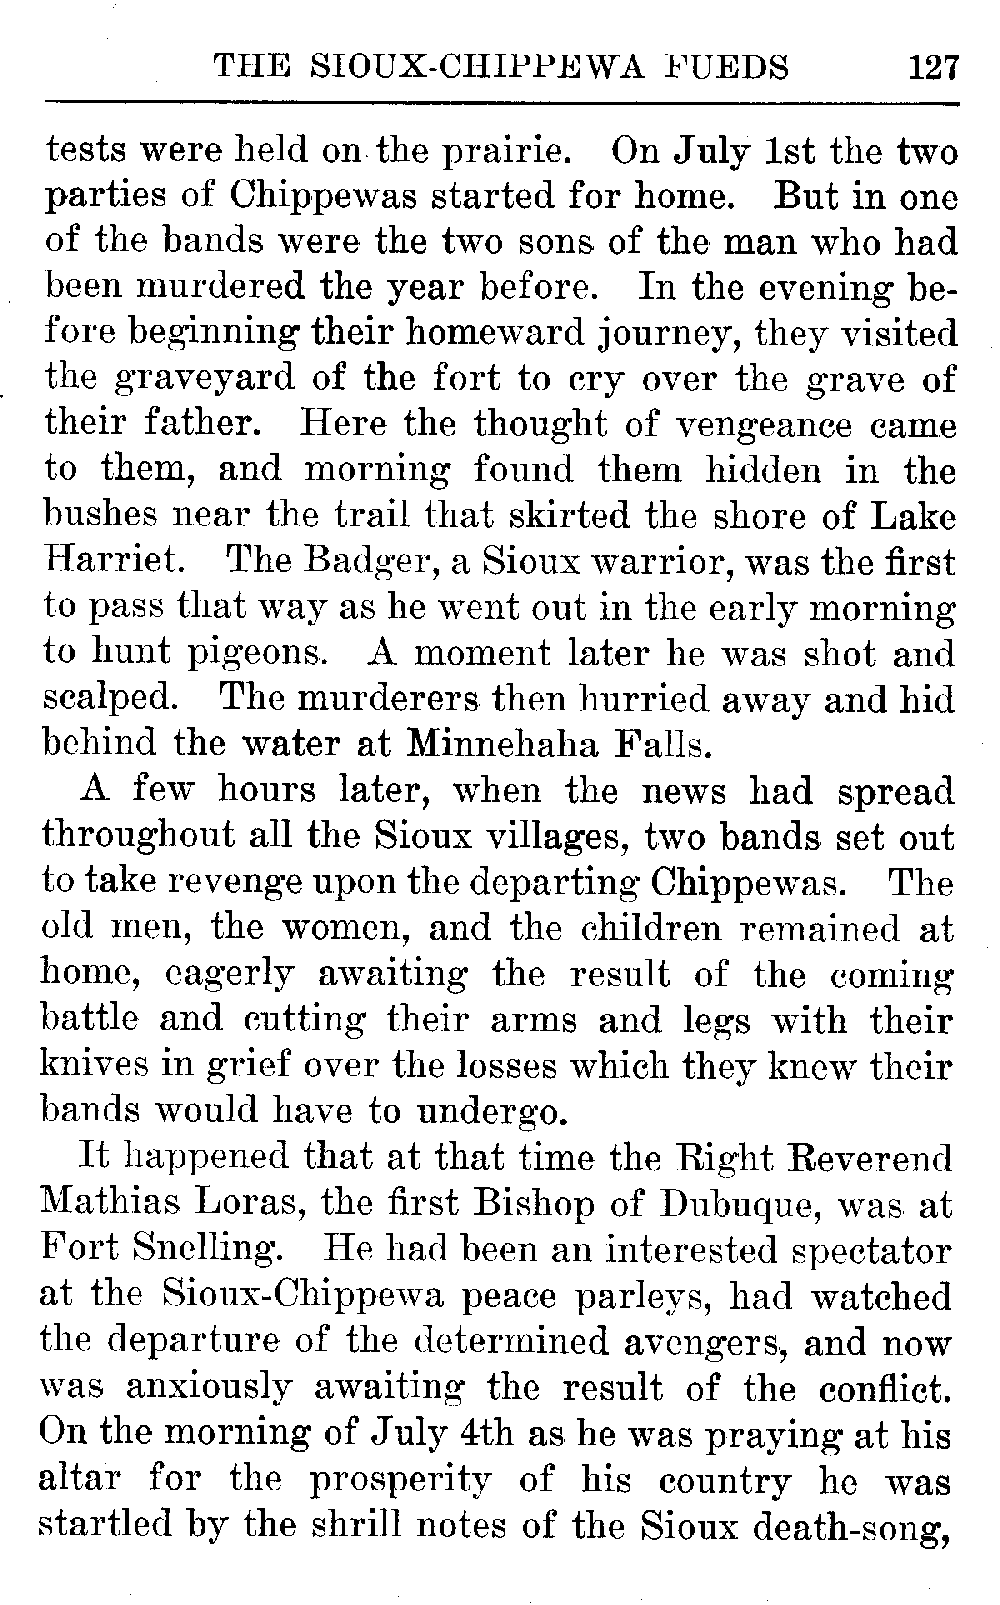 THE SIOUX-CHIPPEWA FUEDS 127
tests were held on the prairie. On July 1st the two
parties of Chippewas started for home. But in one
of the bands were the two sons of the man who had
been murdered the year before. In the evening be-
fore beginning their homeward journey, they visited
the graveyard of the fort to cry over the grave of
their father. Here the thought of vengeance came
to them, and morning found them hidden in the
bushes near the trail that skirted the shore of Lake
Harriet. The Badger, a Sioux warrior, was the first
to pass that way as he went out in the early morning
to hunt pigeons. A moment later he was shot and
scalped. The murderers then hurried away and hid
behind the water at Minnehaha Falls.
A few hours later, when the news had spread
throughout all the Sioux villages, two bands set out
to take revenge upon the departing Chippewas. The
old men, the women, and the children remained at
home, eagerly awaiting the result of the coming
battle and cutting their arms and legs with their
knives in grief over the losses which they knew their
bands would have to undergo.
It happened that at that time the Right Reverend
Mathias Loras, the first Bishop of Dubuque, was at
Fort Snelling. He had been an interested spectator
at the Sioux-Chippewa peace parleys, had watched
the departure of the determined avengers, and now
was anxiously awaiting the result of the conflict.
On the morning of July 4th as he was praying at his
altar for the prosperity of his country he was
startled by the shrill notes of the Sioux death-song,